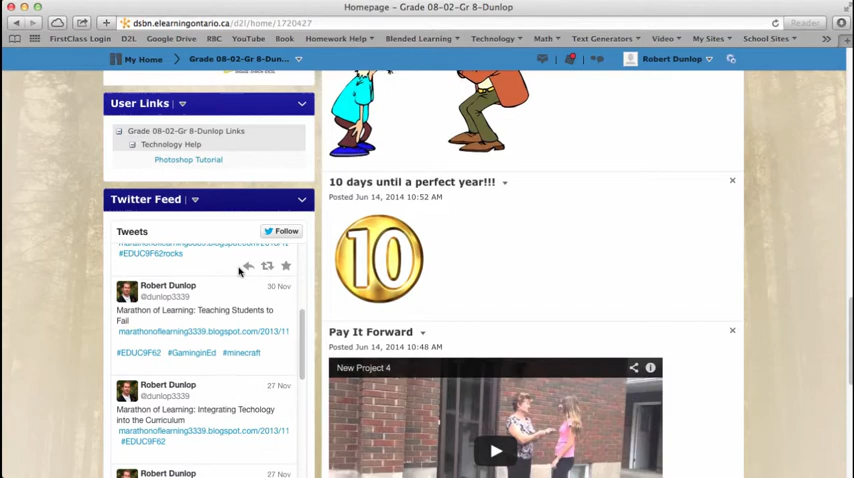 Homepage - Grade 08-02-Gr 8-Dunlop
dsbn.elearningontario.ca/d2l/home/1720427
Reader
FirstClass Login D2L Google Drive RBC YouTube Book Homework Help Blended Learning Technology Math Text Generators Video My Sites School Sites
My Home Grade 08-02-Gr 8-Dun... Robert Dunlop
User Links
Grade 08-02-Gr 8-Dunlop Links
Technology Help
Photoshop Tutorial
Twitter Feed
Tweets Follow
#EDUC9F62rocks
Robert Dunlop 30 Nov
@dunlop3339
Marathon of Learning: Teaching Students to
Fail
marathonoflearning3339.blogspot.com/2013/11
#EDUC9F62 #GaminginEd #minecraft
Robert Dunlop 27 Nov
@dunlop3339
Marathon of Learning: Integrating Techology
into the Curriculum
marathonoflearning3339.blogspot.com/2013/11
#EDUC9F62
Robert Dunlop 27 Nov
10 days until a perfect year!!!
Posted Jun 14, 2014 10:52 AM
10
Pay It Forward
Posted Jun 14, 2014 10:48 AM
New Project 4